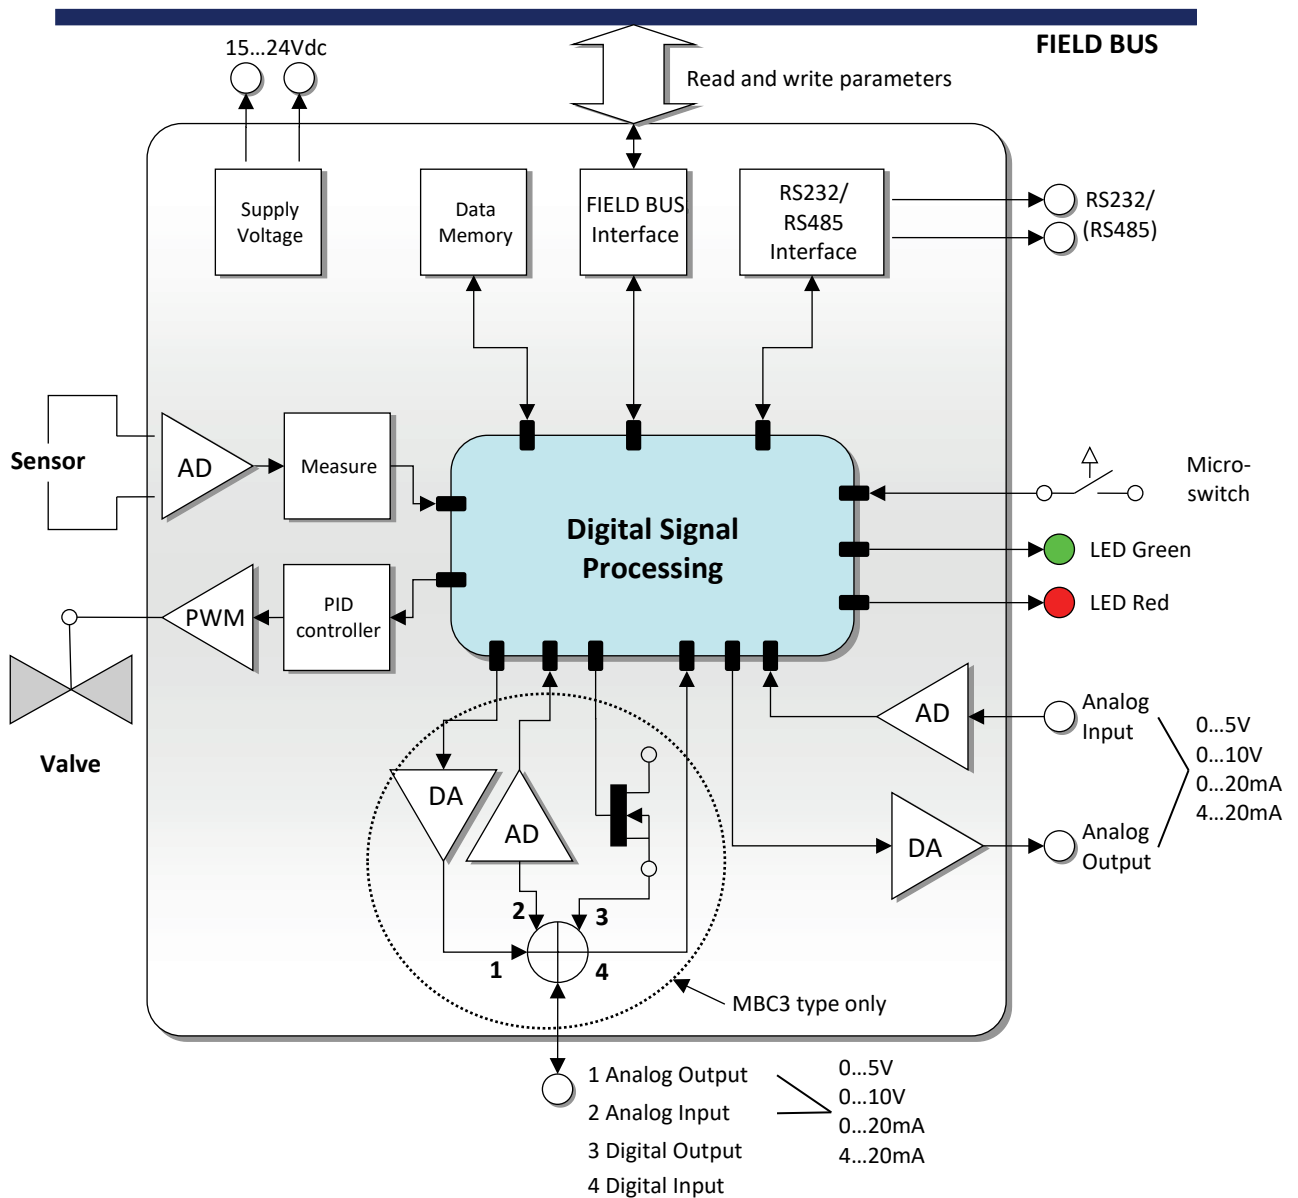 FIELD BUS
15...24Vdc
Read and write parameters
Supply
Voltage
Data
Memory
FIELD BUS
Interface
RS232/
RS485
Interface
RS232/
(RS485)
Sensor
AD
Measure
Digital Signal
Processing
Micro-
switch
LED Green
LED Red
PWM
PID
controller
Valve
DA
AD
AD
Analog
Input
0...5V
0...10V
0...20mA
4...20mA
DA
Analog
Output
2
3
1
4
MBC3 type only
1 Analog Output
2 Analog Input
3 Digital Output
4 Digital Input
0...5V
0...10V
0...20mA
4...20mA